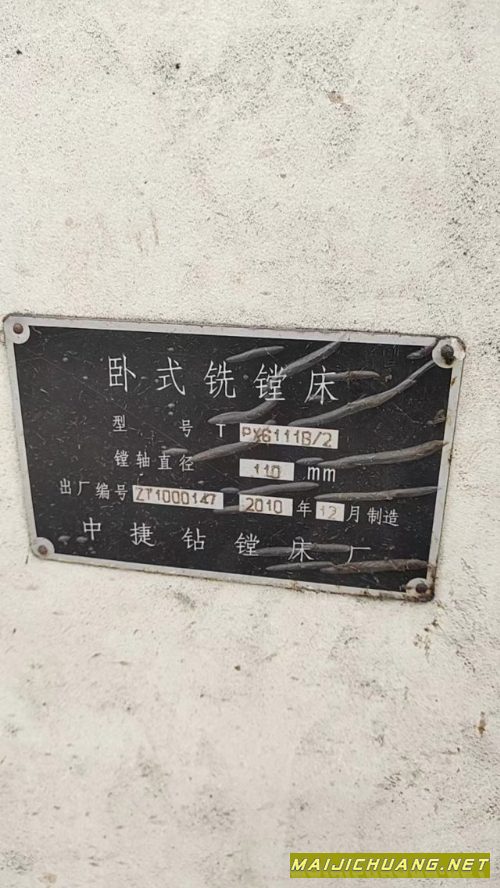 卧式铣镗床
型 号 T PX6111B/2
镗轴直径 110 mm
出厂编号 ZT1000147 2010 年 12 月制造
中捷钻镗床厂
MAIJICHUANG.NET